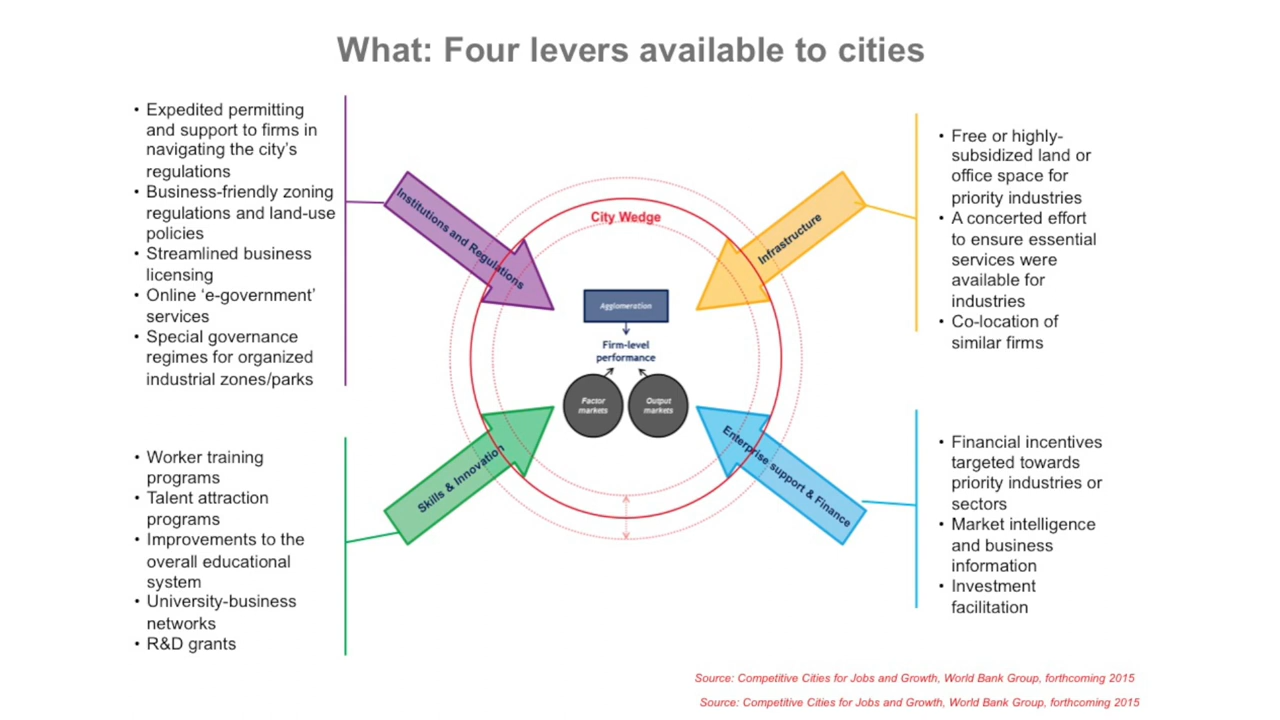 What: Four levers available to cities
• Expedited permitting
and support to firms in
navigating the city's
regulations
• Business-friendly zoning
regulations and land-use
policies
• Streamlined business
licensing
• Online ‘e-government’
services
• Special governance
regimes for organized
industrial zones/parks
Institutions and Regulations
City Wedge
Infrastructure
• Free or highly-
subsidized land or
office space for
priority industries
• A concerted effort
to ensure essential
services were
available for
industries
• Co-location of
similar firms
Agglomeration
Firm-level
performance
Factor
markets
Output
markets
• Worker training
programs
• Talent attraction
programs
• Improvements to the
overall educational
system
• University-business
networks
• R&D grants
Skills & Innovation
Enterprise support & Finance
• Financial incentives
targeted towards
priority industries or
sectors
• Market intelligence
and business
information
• Investment
facilitation
Source: Competitive Cities for Jobs and Growth, World Bank Group, forthcoming 2015
Source: Competitive Cities for Jobs and Growth, World Bank Group, forthcoming 2015